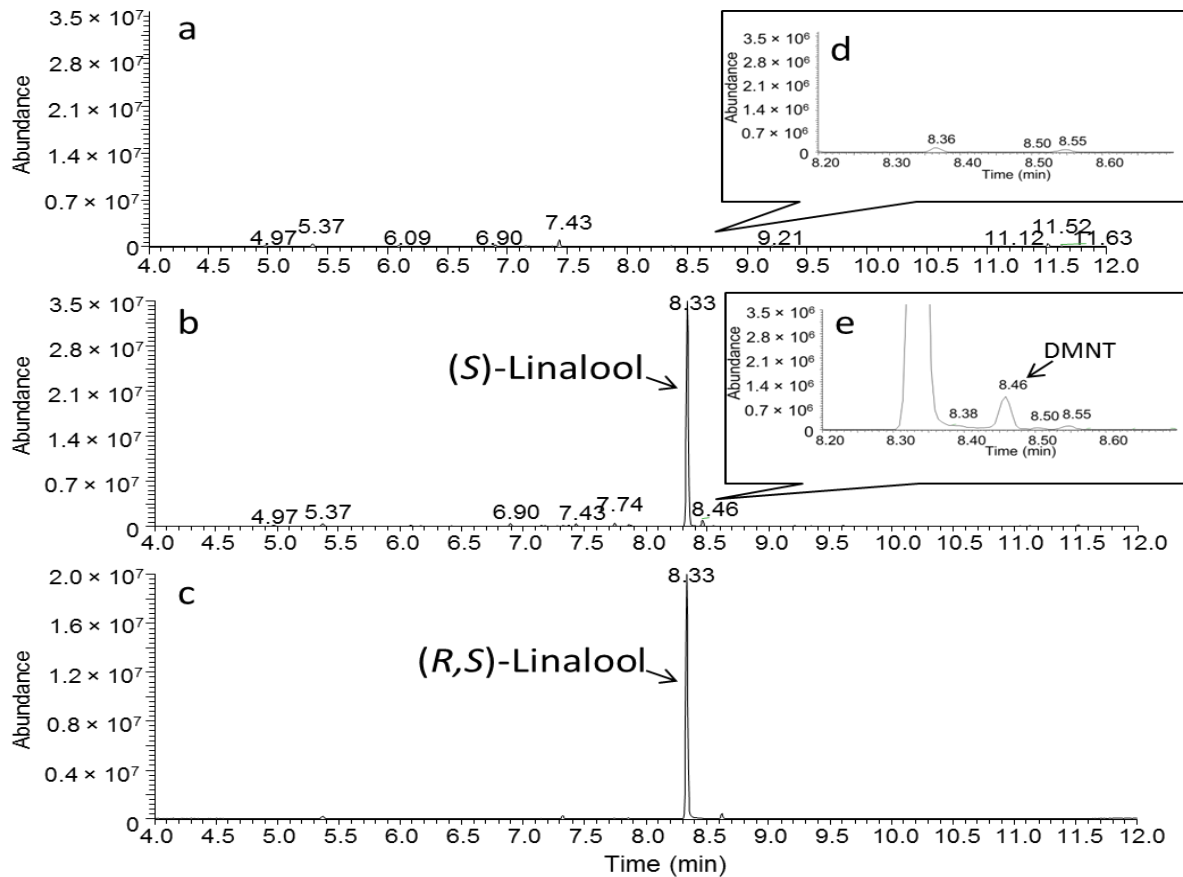 a
Abundance
3.5 × 10⁷
2.8 × 10⁷
2.1 × 10⁷
1.4 × 10⁷
0.7 × 10⁷
0
4.97
5.37
6.09
6.90
7.43
9.21
11.12
11.52
11.63
4.0 4.5 5.0 5.5 6.0 6.5 7.0 7.5 8.0 8.5 9.0 9.5 10.0 10.5 11.0 11.5 12.0
d
Abundance
3.5 × 10⁶
2.8 × 10⁶
2.1 × 10⁶
1.4 × 10⁶
0.7 × 10⁶
0
8.36
8.50
8.55
8.20 8.30 8.40 8.50 8.60
Time (min)
b
Abundance
3.5 × 10⁷
2.8 × 10⁷
2.1 × 10⁷
1.4 × 10⁷
0.7 × 10⁷
0
(S)-Linalool
4.97
5.37
6.90
7.43
7.74
8.33
8.46
4.0 4.5 5.0 5.5 6.0 6.5 7.0 7.5 8.0 8.5 9.0 9.5 10.0 10.5 11.0 11.5 12.0
e
Abundance
3.5 × 10⁶
2.8 × 10⁶
2.1 × 10⁶
1.4 × 10⁶
0.7 × 10⁶
0
DMNT
8.38
8.46
8.50
8.55
8.20 8.30 8.40 8.50 8.60
Time (min)
c
Abundance
2.0 × 10⁷
1.6 × 10⁷
1.2 × 10⁷
0.8 × 10⁷
0.4 × 10⁷
0
8.33
(R,S)-Linalool
4.0 4.5 5.0 5.5 6.0 6.5 7.0 7.5 8.0 8.5 9.0 9.5 10.0 10.5 11.0 11.5 12.0
Time (min)